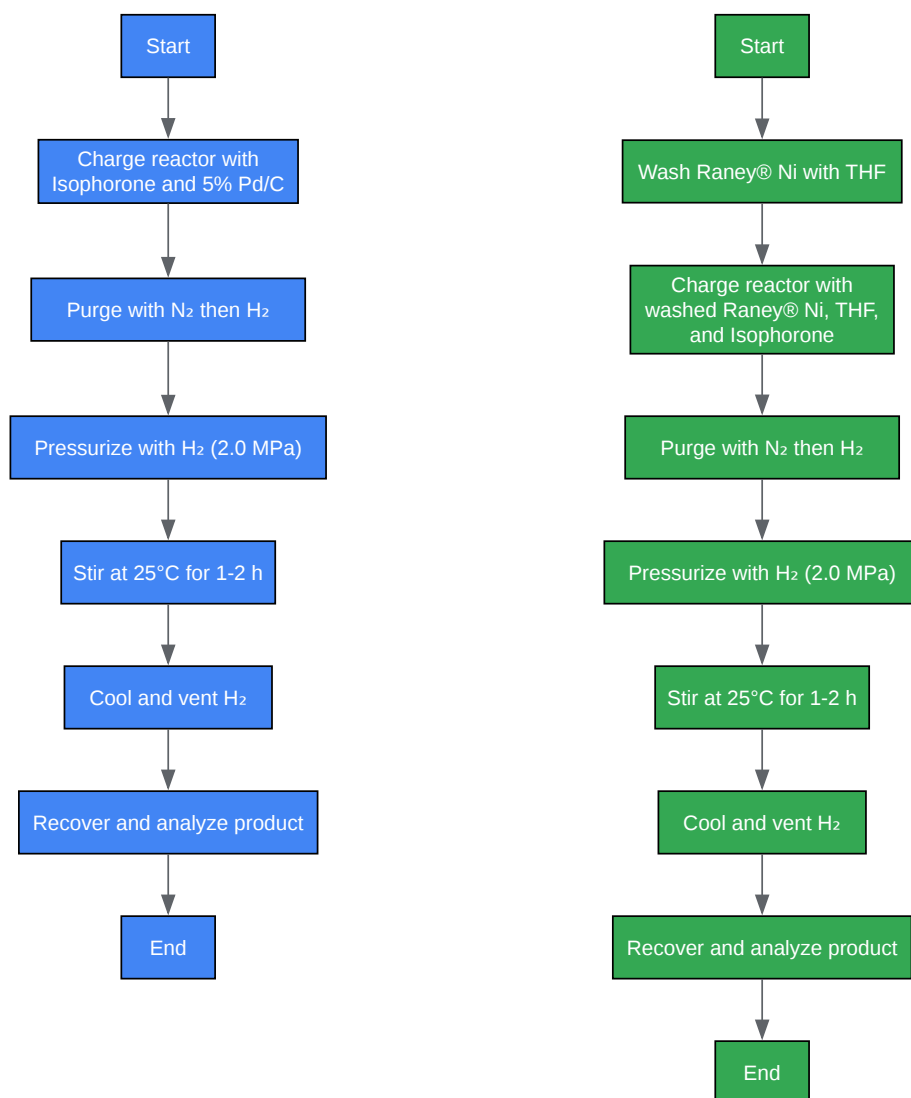 Start
Charge reactor with
Isophorone and 5% Pd/C
Purge with N₂ then H₂
Pressurize with H₂ (2.0 MPa)
Stir at 25°C for 1-2 h
Cool and vent H₂
Recover and analyze product
End
Start
Wash Raney® Ni with THF
Charge reactor with
washed Raney® Ni, THF,
and Isophorone
Purge with N₂ then H₂
Pressurize with H₂ (2.0 MPa)
Stir at 25°C for 1-2 h
Cool and vent H₂
Recover and analyze product
End